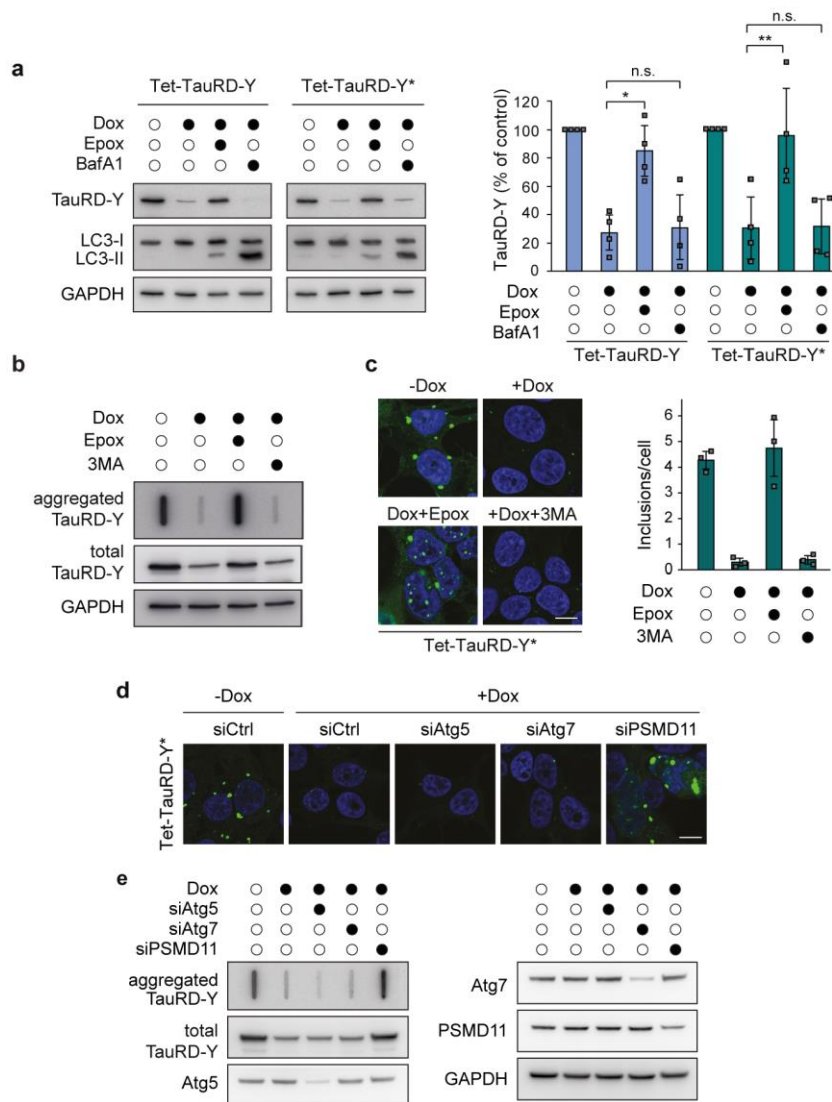 a
Tet-TauRD-Y Tet-TauRD-Y*
Dox
Epox
BafA1
TauRD-Y
LC3-I
LC3-II
GAPDH
n.s.
n.s.
**
*
TauRD-Y (% of control)
120
100
80
60
40
20
0
Dox
Epox
BafA1
Tet-TauRD-Y Tet-TauRD-Y*
b
Dox
Epox
3MA
aggregated
TauRD-Y
total
TauRD-Y
GAPDH
c
-Dox +Dox
Dox+Epox +Dox+3MA
Tet-TauRD-Y*
Inclusions/cell
6
5
4
3
2
1
0
Dox
Epox
3MA
d
-Dox +Dox
siCtrl siCtrl siAtg5 siAtg7 siPSMD11
Tet-TauRD-Y*
e
Dox
siAtg5
siAtg7
siPSMD11
aggregated
TauRD-Y
total
TauRD-Y
Atg5
Atg7
PSMD11
GAPDH